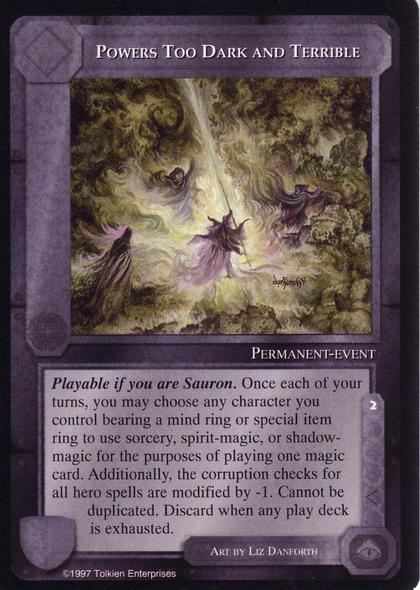 POWERS TOO DARK AND TERRIBLE
PERMANENT-EVENT
Playable if you are Sauron. Once each of your
turns, you may choose any character you
control bearing a mind ring or special item
ring to use sorcery, spirit-magic, or shadow-
magic for the purposes of playing one magic
card. Additionally, the corruption checks for
all hero spells are modified by -1. Cannot be
duplicated. Discard when any play deck
is exhausted.
2
ART BY LIZ DANFORTH
©1997 Tolkien Enterprises